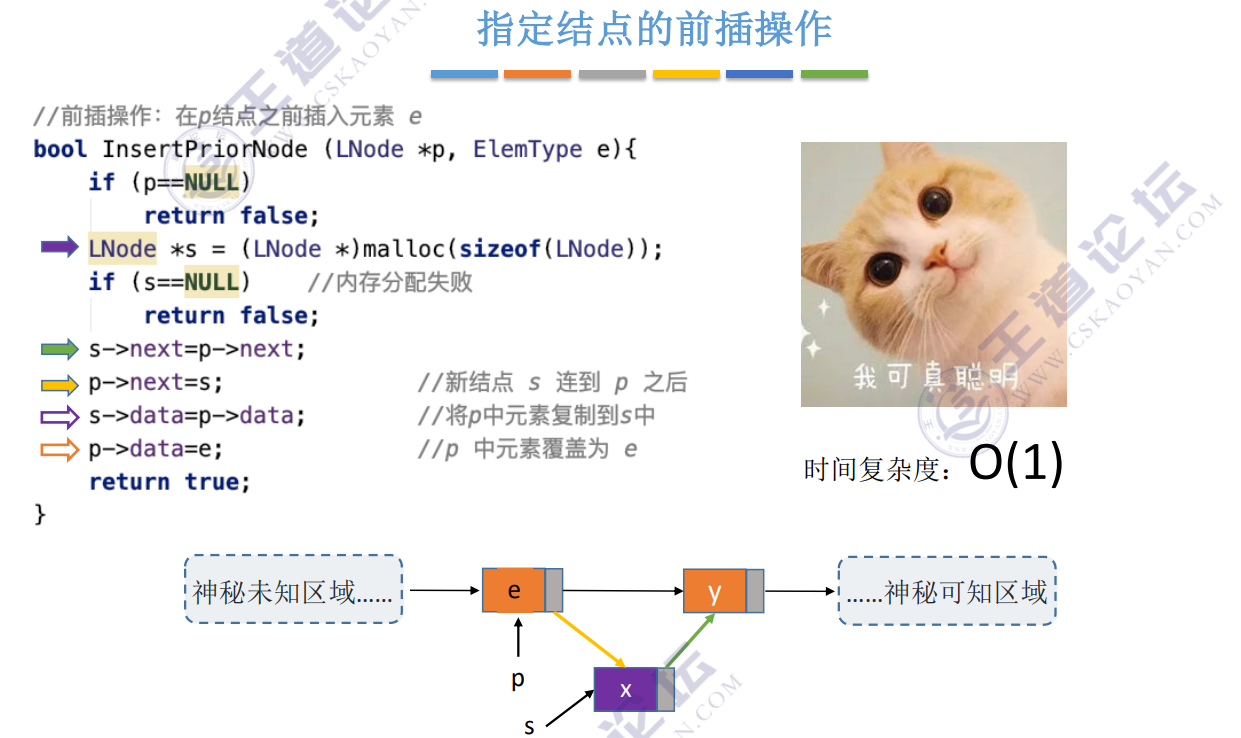 指定结点的前插操作
//前插操作：在p结点之前插入元素 e
bool InsertPriorNode (LNode *p, ElemType e){
    if (p==NULL)
        return false;
    LNode *s = (LNode *)malloc(sizeof(LNode));
    if (s==NULL)    //内存分配失败
        return false;
    s->next=p->next;
    p->next=s;    //新结点 s 连到 p 之后
    s->data=p->data;    //将p中元素复制到s中
    p->data=e;    //p 中元素覆盖为 e
    return true;
}
我可真聪明
时间复杂度：O(1)
神秘未知区域……
e
y
……神秘可知区域
p
x
s
王道论坛
WWW.CSKAOYAN.COM